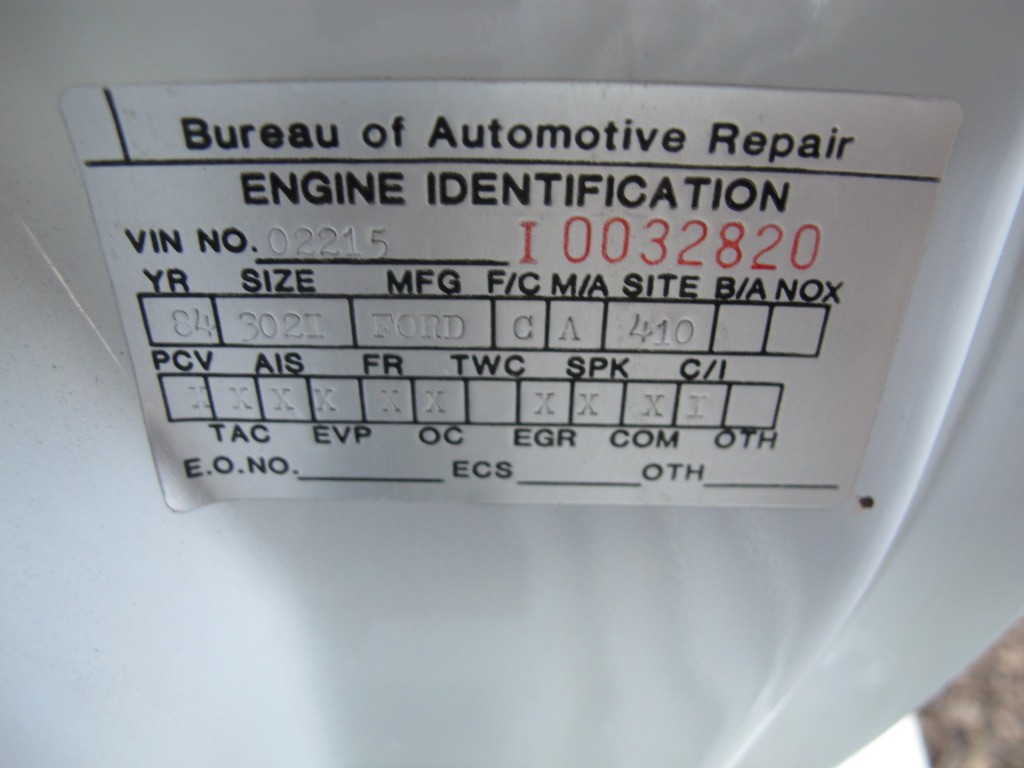 Bureau of Automotive Repair
ENGINE IDENTIFICATION
VIN NO. 02215 I 0032820
YR SIZE MFG F/C M/A SITE B/A NOX
84 302I FORD C A 410
PCV AIS FR TWC SPK C/I
X X X X X X X X X I
TAC EVP OC EGR COM OTH
E.O.NO. ECS OTH